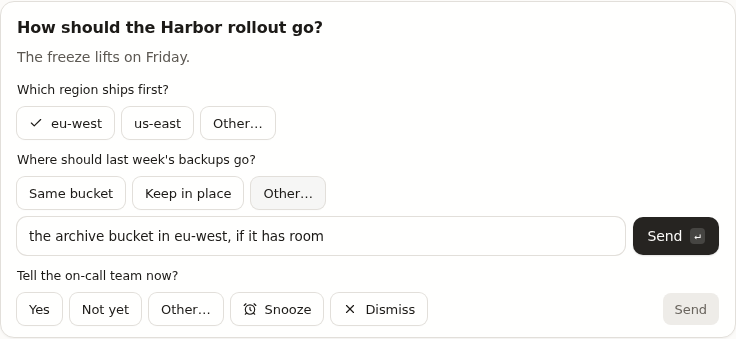 How should the Harbor rollout go?
The freeze lifts on Friday.
Which region ships first?
eu-west us-east Other…
Where should last week's backups go?
Same bucket Keep in place Other…
the archive bucket in eu-west, if it has room Send ↵
Tell the on-call team now?
Yes Not yet Other… Snooze Dismiss Send